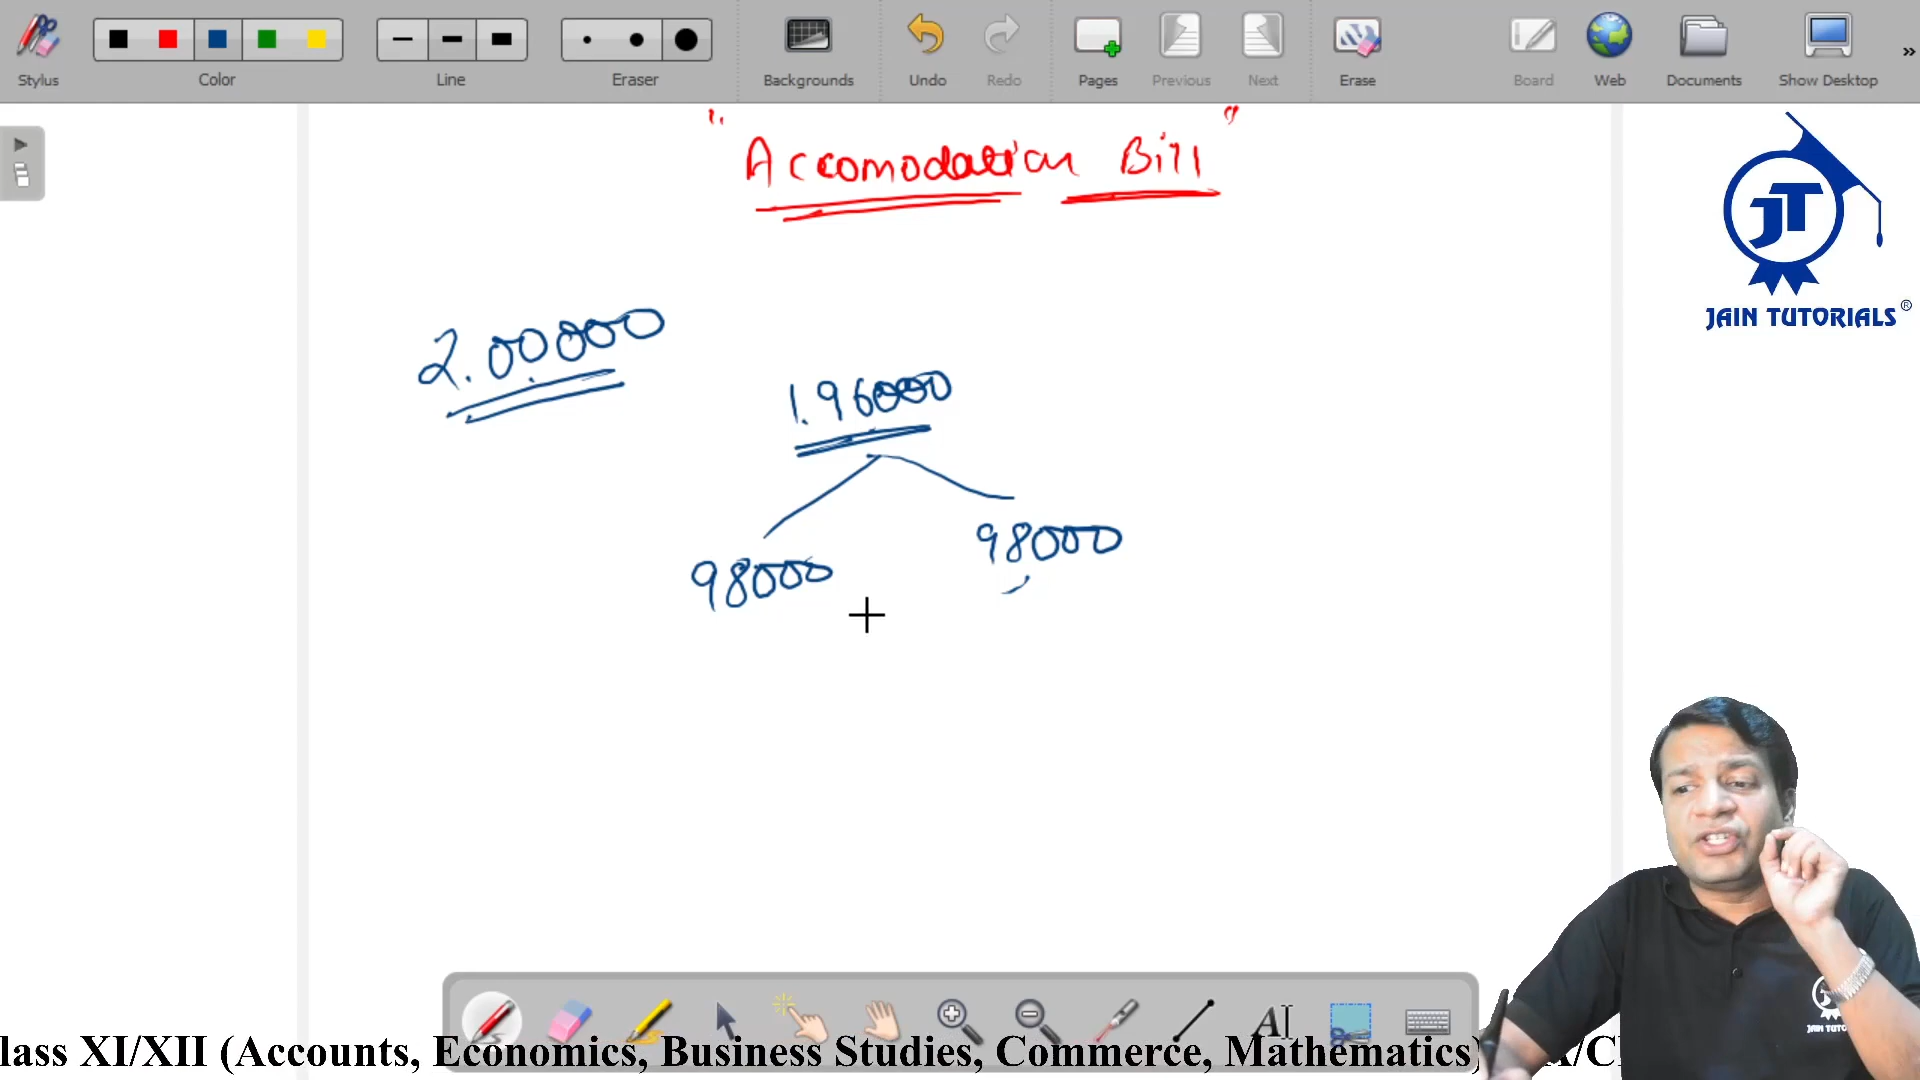 Stylus
Color
Line
Eraser
Backgrounds
Undo
Redo
Pages
Previous
Next
Erase
Board
Web
Documents
Show Desktop
»
"Accomodation Bill"
JT
JAIN TUTORIALS®
2.00000
1.96000
98000
98000
lass XI/XII (Accounts, Economics, Business Studies, Commerce, Mathematics)